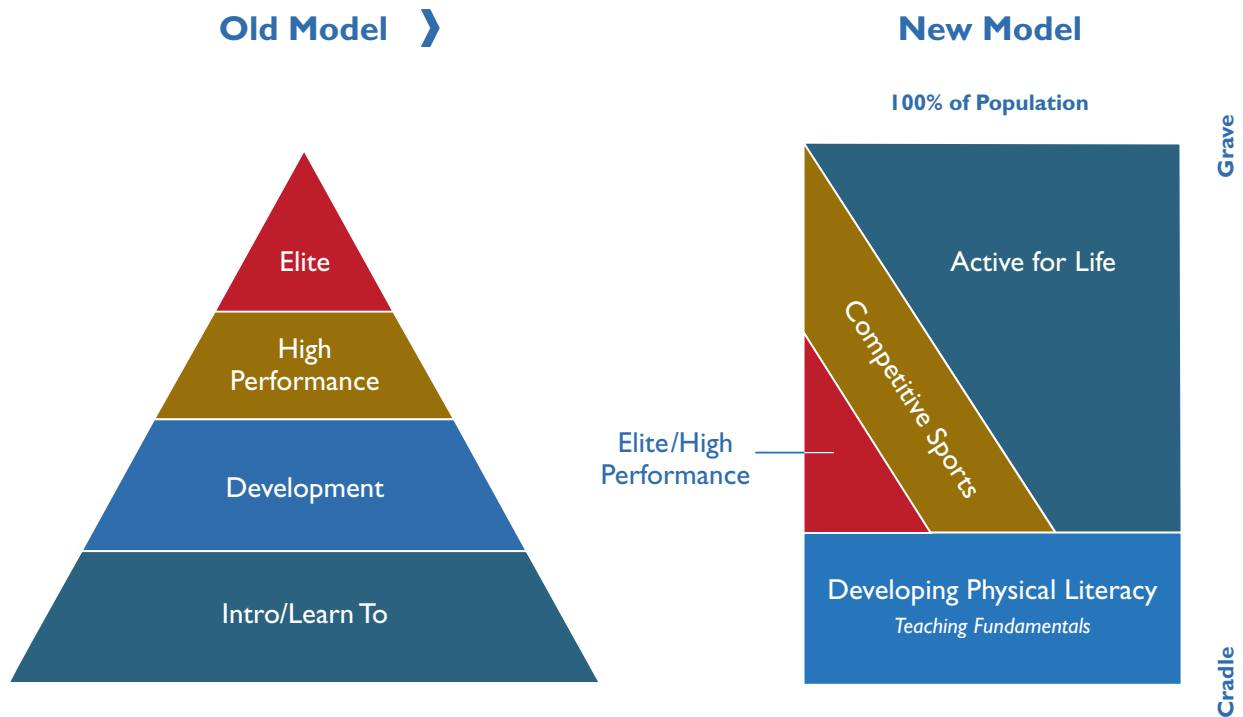 Old Model ❯
New Model
100% of Population
Grave
Elite
High
Performance
Development
Intro/Learn To
Active for Life
Competitive Sports
Elite/High
Performance
Developing Physical Literacy
Teaching Fundamentals
Cradle